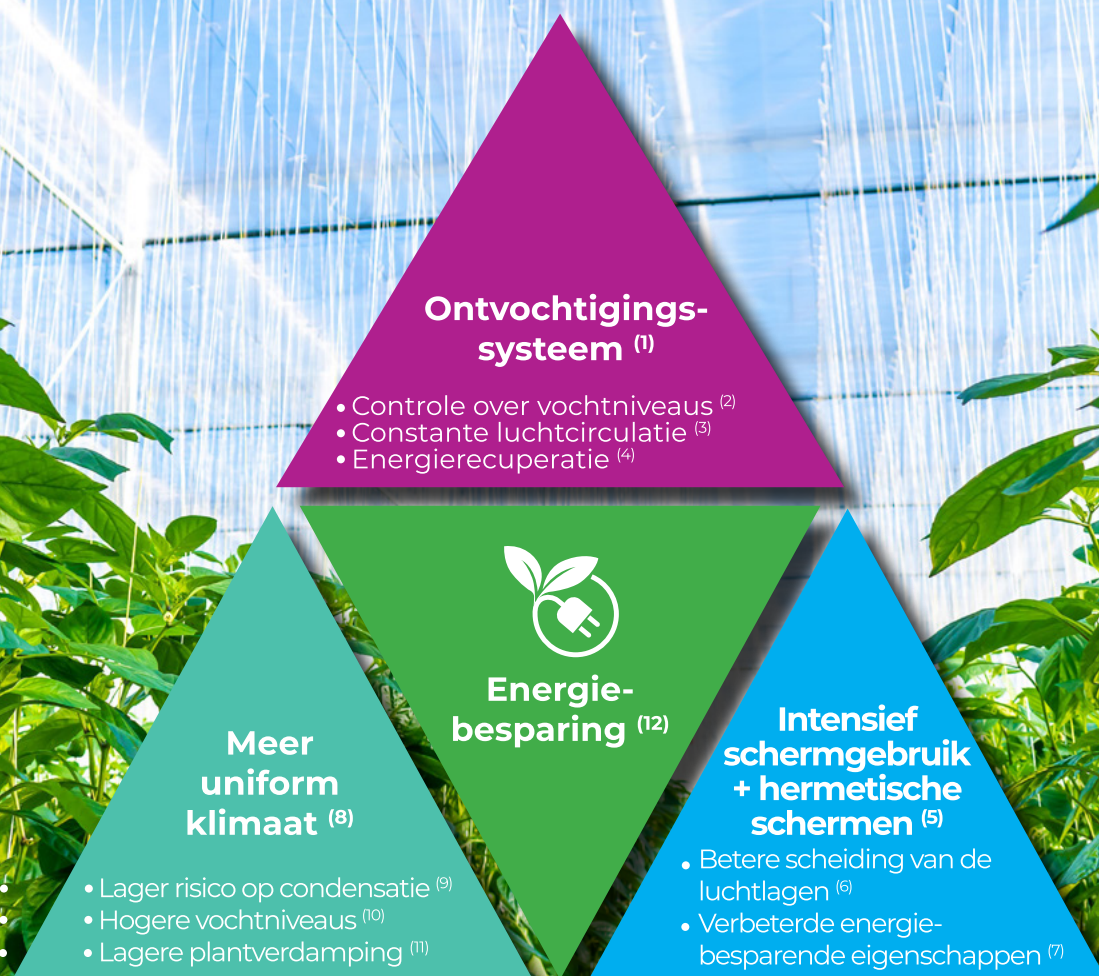 Ontvochtigings-
systeem (1)
• Controle over vochtniveaus (2)
• Constante luchtcirculatie (3)
• Energierecuperatie (4)
Energie-
besparing (12)
Meer
uniform
klimaat (8)
• Lager risico op condensatie (9)
• Hogere vochtniveaus (10)
• Lagere plantverdamping (11)
Intensief
schermgebruik
+ hermetische
schermen (5)
• Betere scheiding van de
luchtlagen (6)
• Verbeterde energie-
besparende eigenschappen (7)